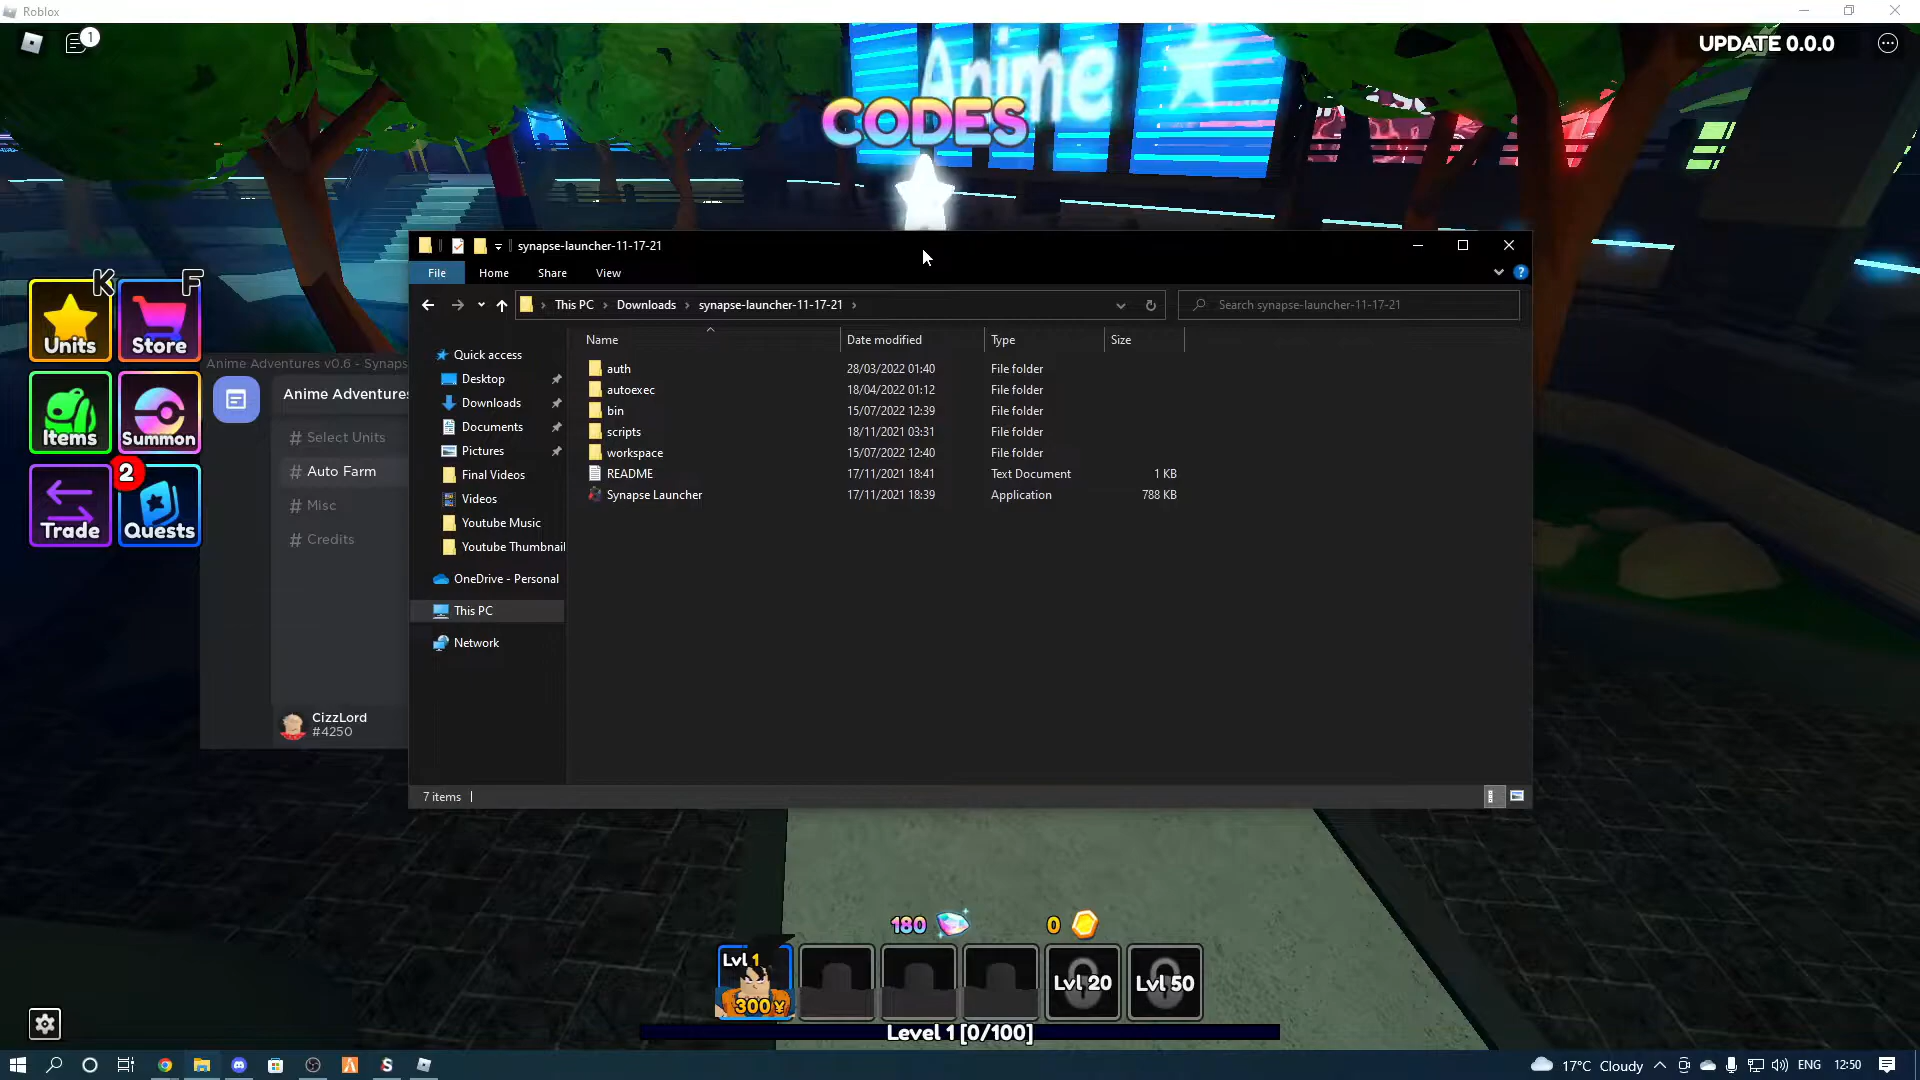 Roblox
1
UPDATE 0.0.0
Anime
CODES
synapse-launcher-11-17-21
File Home Share View
This PC Downloads synapse-launcher-11-17-21
Search synapse-launcher-11-17-21
Name Date modified Type Size
auth 28/03/2022 01:40 File folder
autoexec 18/04/2022 01:12 File folder
bin 15/07/2022 12:39 File folder
scripts 18/11/2021 03:31 File folder
workspace 15/07/2022 12:40 File folder
README 17/11/2021 18:41 Text Document 1 KB
Synapse Launcher 17/11/2021 18:39 Application 788 KB
Quick access
Desktop
Downloads
Documents
Pictures
Final Videos
Videos
Youtube Music
Youtube Thumbnail
OneDrive - Personal
This PC
Network
7 items
K F
Units Store
Items Summon
2
Trade Quests
Anime Adventures v0.6 - Synaps
Anime Adventures
# Select Units
# Auto Farm
# Misc
# Credits
CizzLord
#4250
180 0
Lvl 1
300¥
Lvl 20 Lvl 50
Level 1 [0/100]
17°C Cloudy ENG 12:50